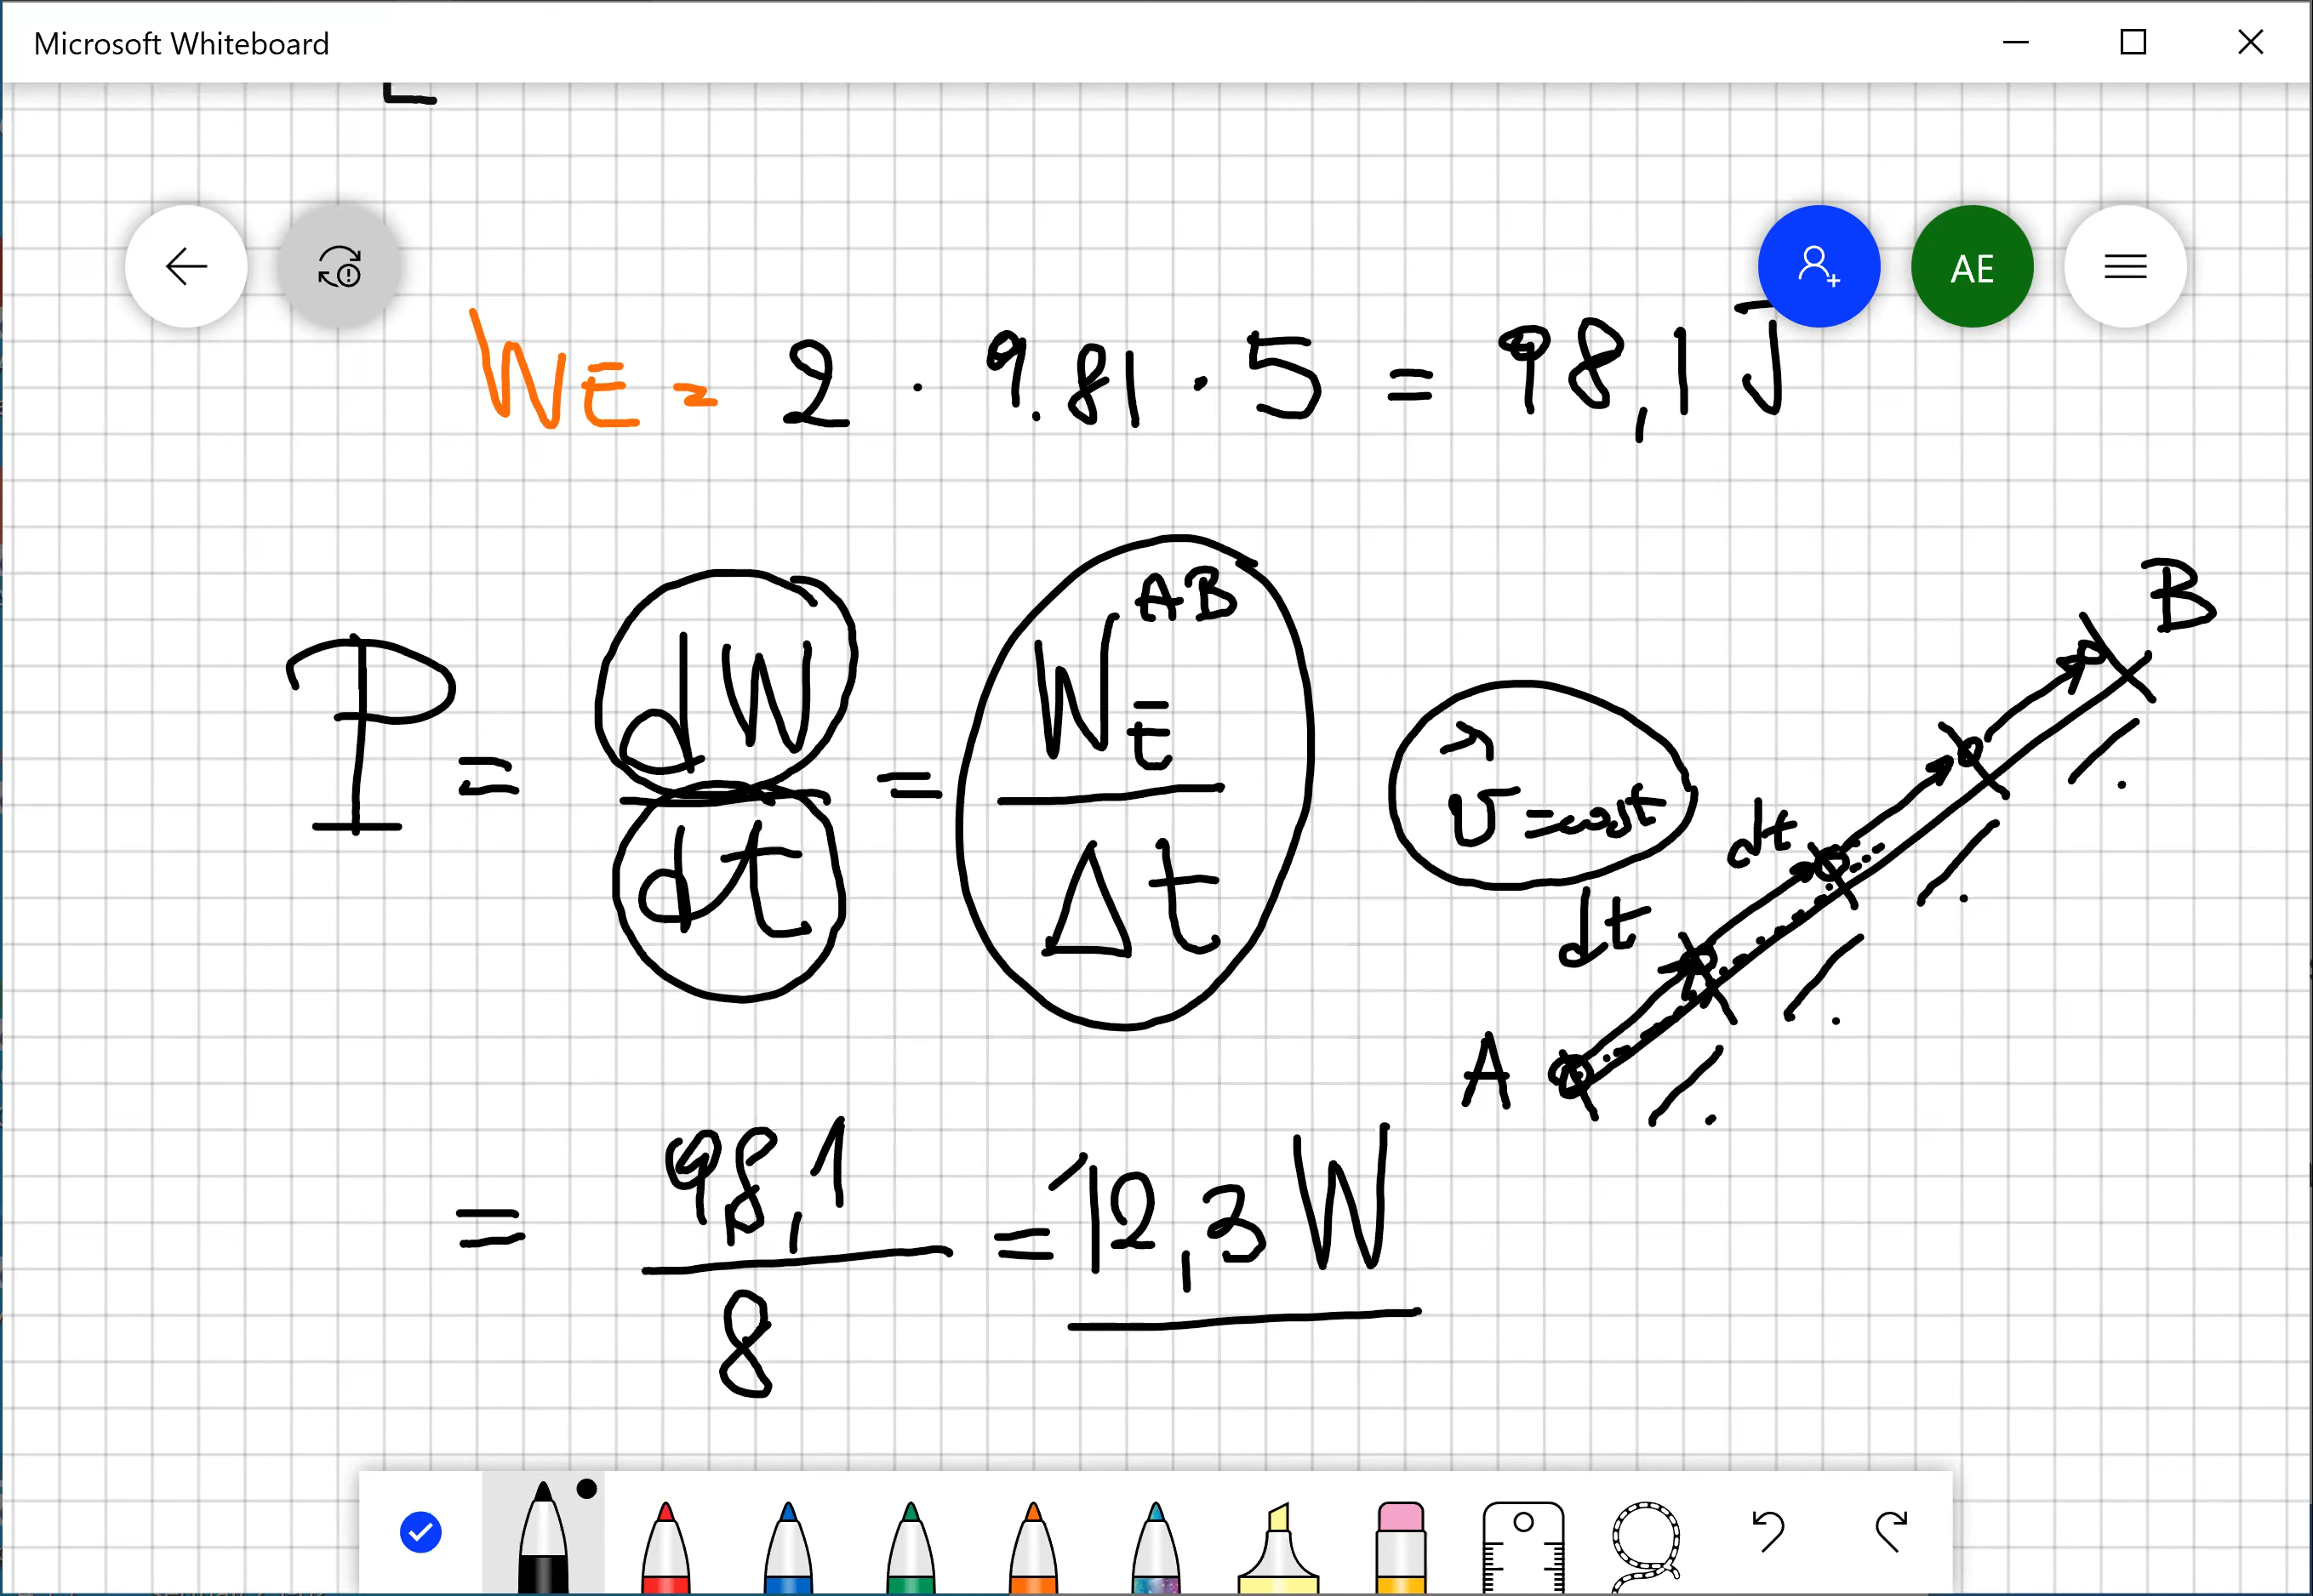 Microsoft Whiteboard
AE
WE = 2 · 9.81 · 5 = 98,1 J
P = dW/dt = W_E^AB/Δt
v⃗ = const
B
dt
dt
A
= 98,1/8 = 12,3 W